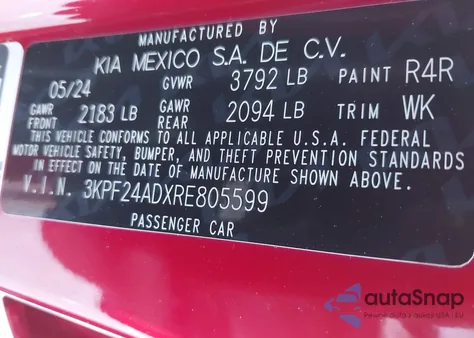 MANUFACTURED BY
KIA MEXICO S.A. DE C.V.
05/24 GVWR 3792 LB PAINT R4R
GAWR FRONT 2183 LB GAWR REAR 2094 LB TRIM WK
THIS VEHICLE CONFORMS TO ALL APPLICABLE U.S.A. FEDERAL
MOTOR VEHICLE SAFETY, BUMPER, AND THEFT PREVENTION STANDARDS
IN EFFECT ON THE DATE OF MANUFACTURE SHOWN ABOVE.
V.I.N. 3KPF24ADXRE805599
PASSENGER CAR
autoSnap